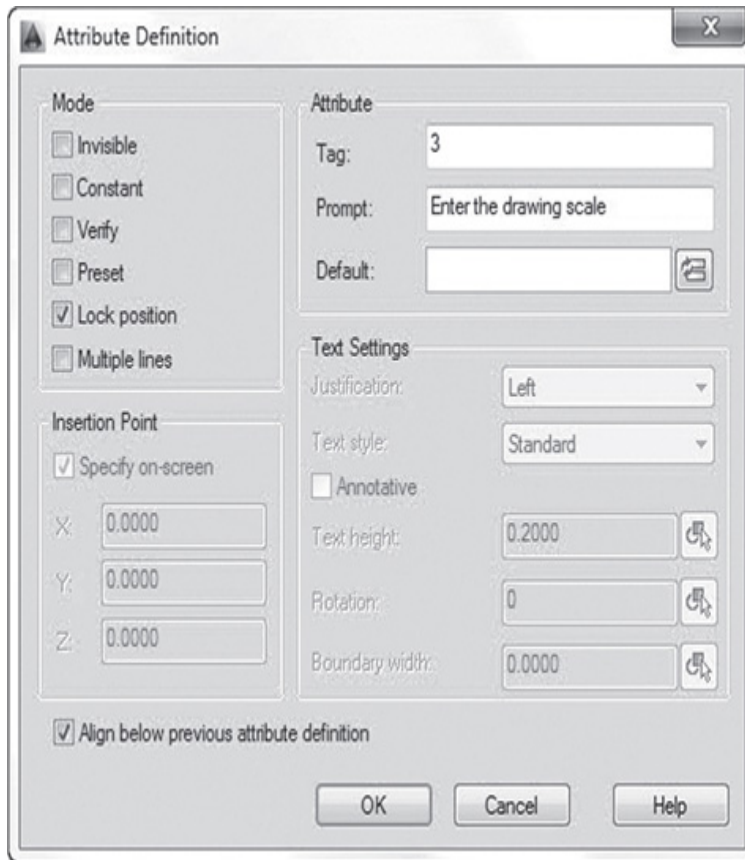 Attribute Definition
Mode
Invisible
Constant
Verify
Preset
Lock position
Multiple lines
Attribute
Tag: 3
Prompt: Enter the drawing scale
Default:
Insertion Point
Specify on-screen
X: 0.0000
Y: 0.0000
Z: 0.0000
Text Settings
Justification: Left
Text style: Standard
Annotative
Text height: 0.2000
Rotation: 0
Boundary width: 0.0000
Align below previous attribute definition
OK Cancel Help